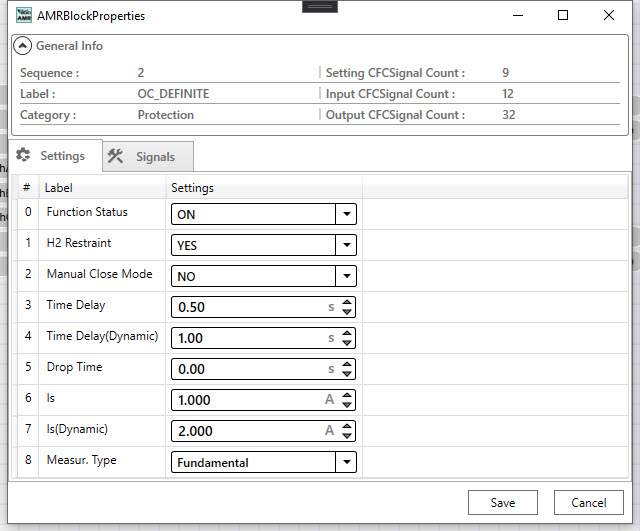 AMRBlockProperties
General Info
Sequence : 2 Setting CFCSignal Count : 9
Label : OC_DEFINITE Input CFCSignal Count : 12
Category : Protection Output CFCSignal Count : 32
Settings Signals
# Label Settings
0 Function Status ON
1 H2 Restraint YES
2 Manual Close Mode NO
3 Time Delay 0.50 s
4 Time Delay(Dynamic) 1.00 s
5 Drop Time 0.00 s
6 Is 1.000 A
7 Is(Dynamic) 2.000 A
8 Measur. Type Fundamental
Save Cancel